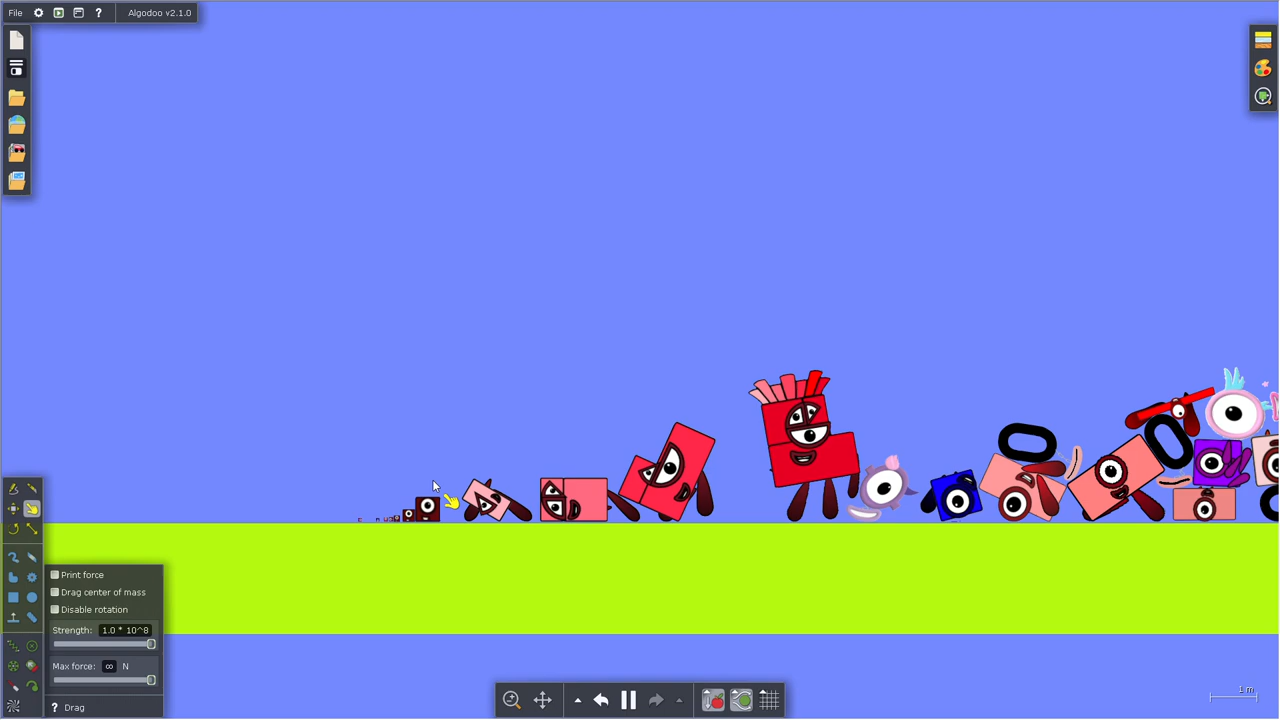 File
?
Algodoo v2.1.0
Print force
Drag center of mass
Disable rotation
Strength: 1.0 * 10^8
Max force: ∞ N
? Drag
1 m